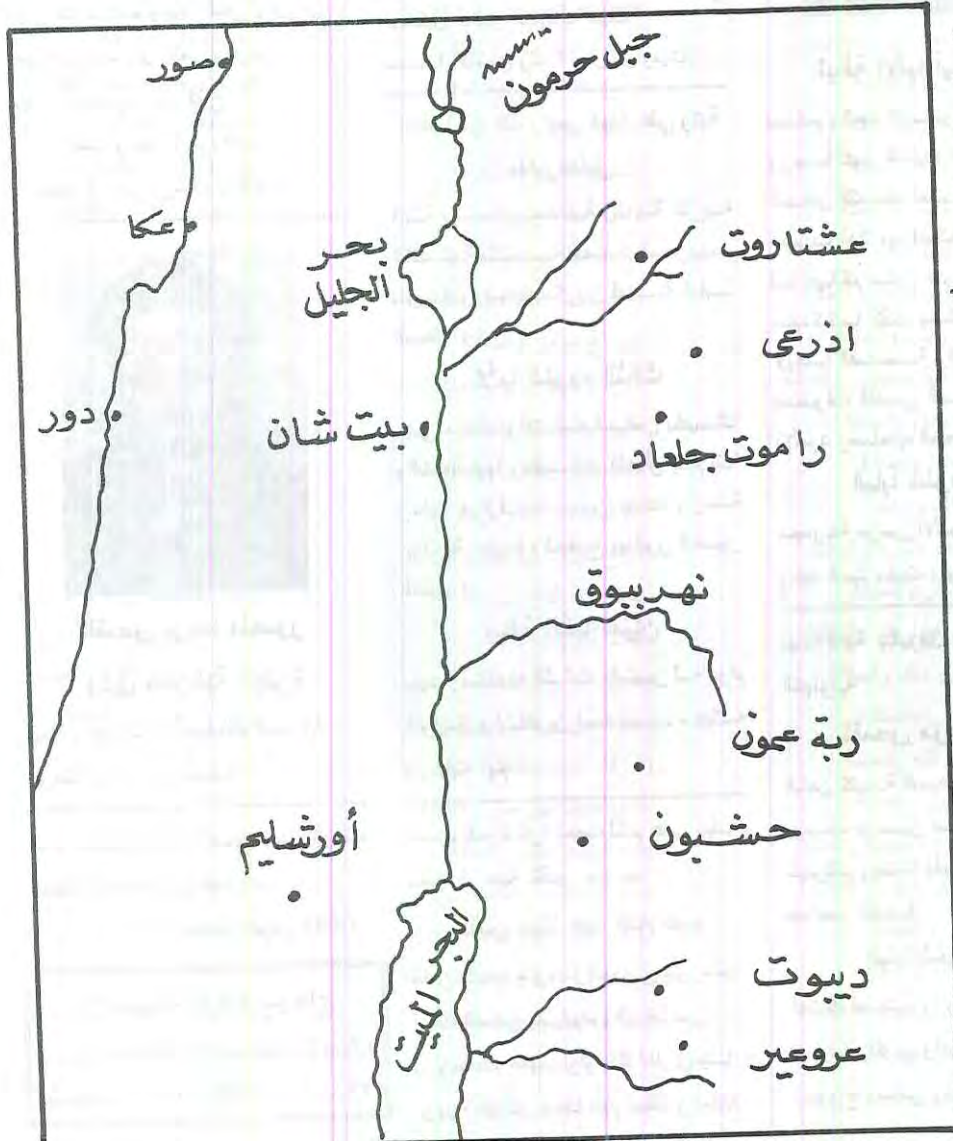 جبل حرمون
صور
عكا
بحر
الجليل
عشتاروت
اذرعى
دور
بيت شان
راموت جلعاد
نهر يبوق
ربة عمون
حشبون
أورشليم
البحر الميت
ديبوت
عروعير